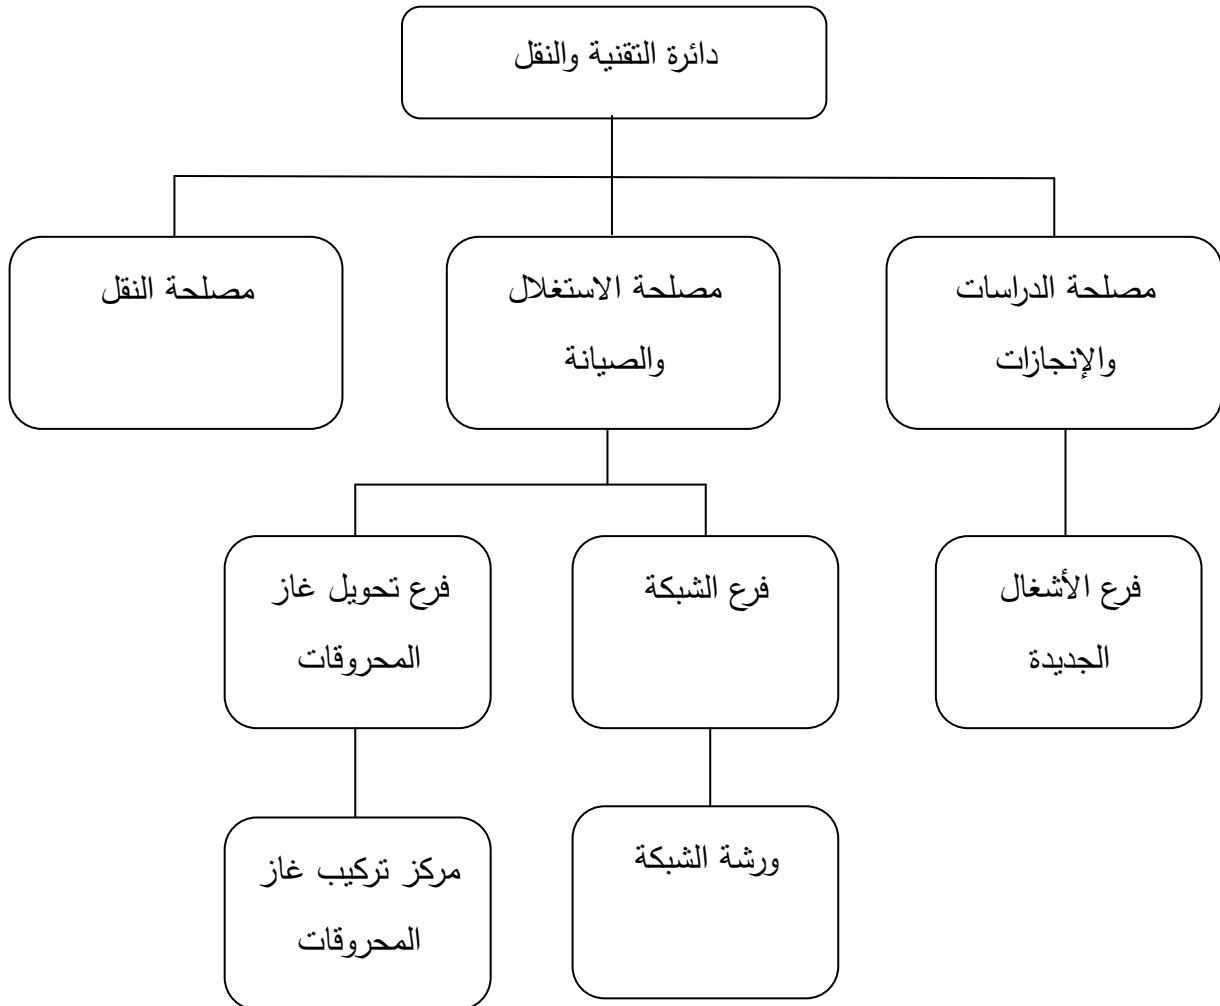 دائرة التقنية والنقل
مصلحة الدراسات
والإنجازات
مصلحة الاستغلال
والصيانة
مصلحة النقل
فرع الأشغال
الجديدة
فرع الشبكة
فرع تحويل غاز
المحروقات
ورشة الشبكة
مركز تركيب غاز
المحروقات